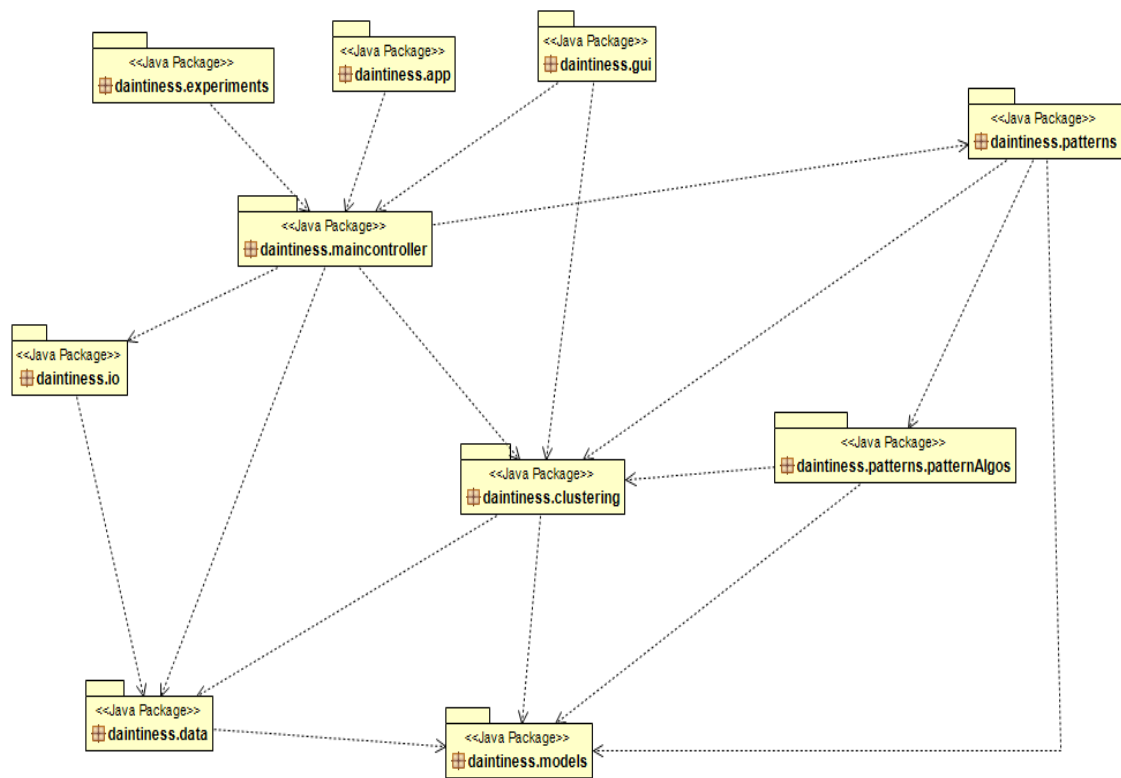 <<Java Package>>
daintiness.experiments
<<Java Package>>
daintiness.app
<<Java Package>>
daintiness.gui
<<Java Package>>
daintiness.patterns
<<Java Package>>
daintiness.maincontroller
<<Java Package>>
daintiness.io
<<Java Package>>
daintiness.patterns.patternAlgos
<<Java Package>>
daintiness.clustering
<<Java Package>>
daintiness.data
<<Java Package>>
daintiness.models